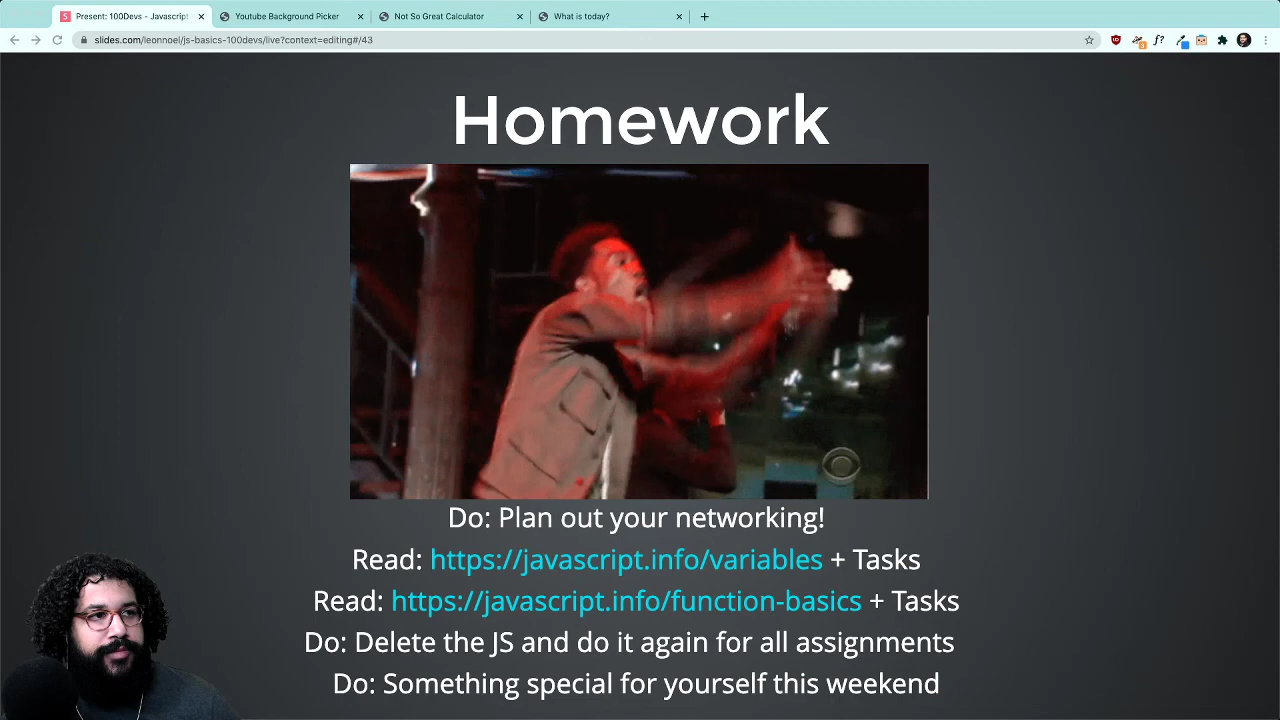 Present: 100Devs - Javascript
Youtube Background Picker
Not So Great Calculator
What is today?
slides.com/leonnoel/js-basics-100devs/live?context=editing#/43
Homework
Do: Plan out your networking!
Read: https://javascript.info/variables + Tasks
Read: https://javascript.info/function-basics + Tasks
Do: Delete the JS and do it again for all assignments
Do: Something special for yourself this weekend